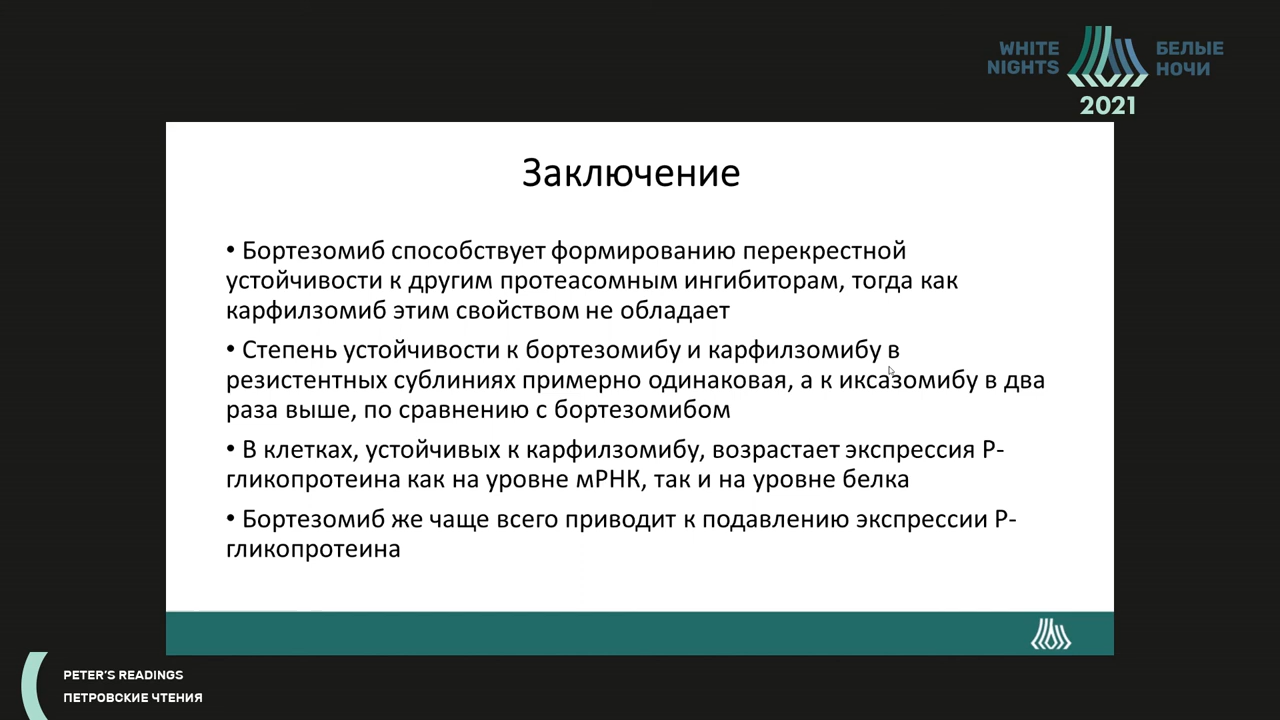 WHITE NIGHTS
БЕЛЫЕ НОЧИ
2021
Заключение
• Бортезомиб способствует формированию перекрестной
устойчивости к другим протеасомным ингибиторам, тогда как
карфилзомиб этим свойством не обладает
• Степень устойчивости к бортезомибу и карфилзомибу в
резистентных сублиниях примерно одинаковая, а к иксазомибу в два
раза выше, по сравнению с бортезомибом
• В клетках, устойчивых к карфилзомибу, возрастает экспрессия Р-
гликопротеина как на уровне мРНК, так и на уровне белка
• Бортезомиб же чаще всего приводит к подавлению экспрессии Р-
гликопротеина
PETER'S READINGS
ПЕТРОВСКИЕ ЧТЕНИЯ